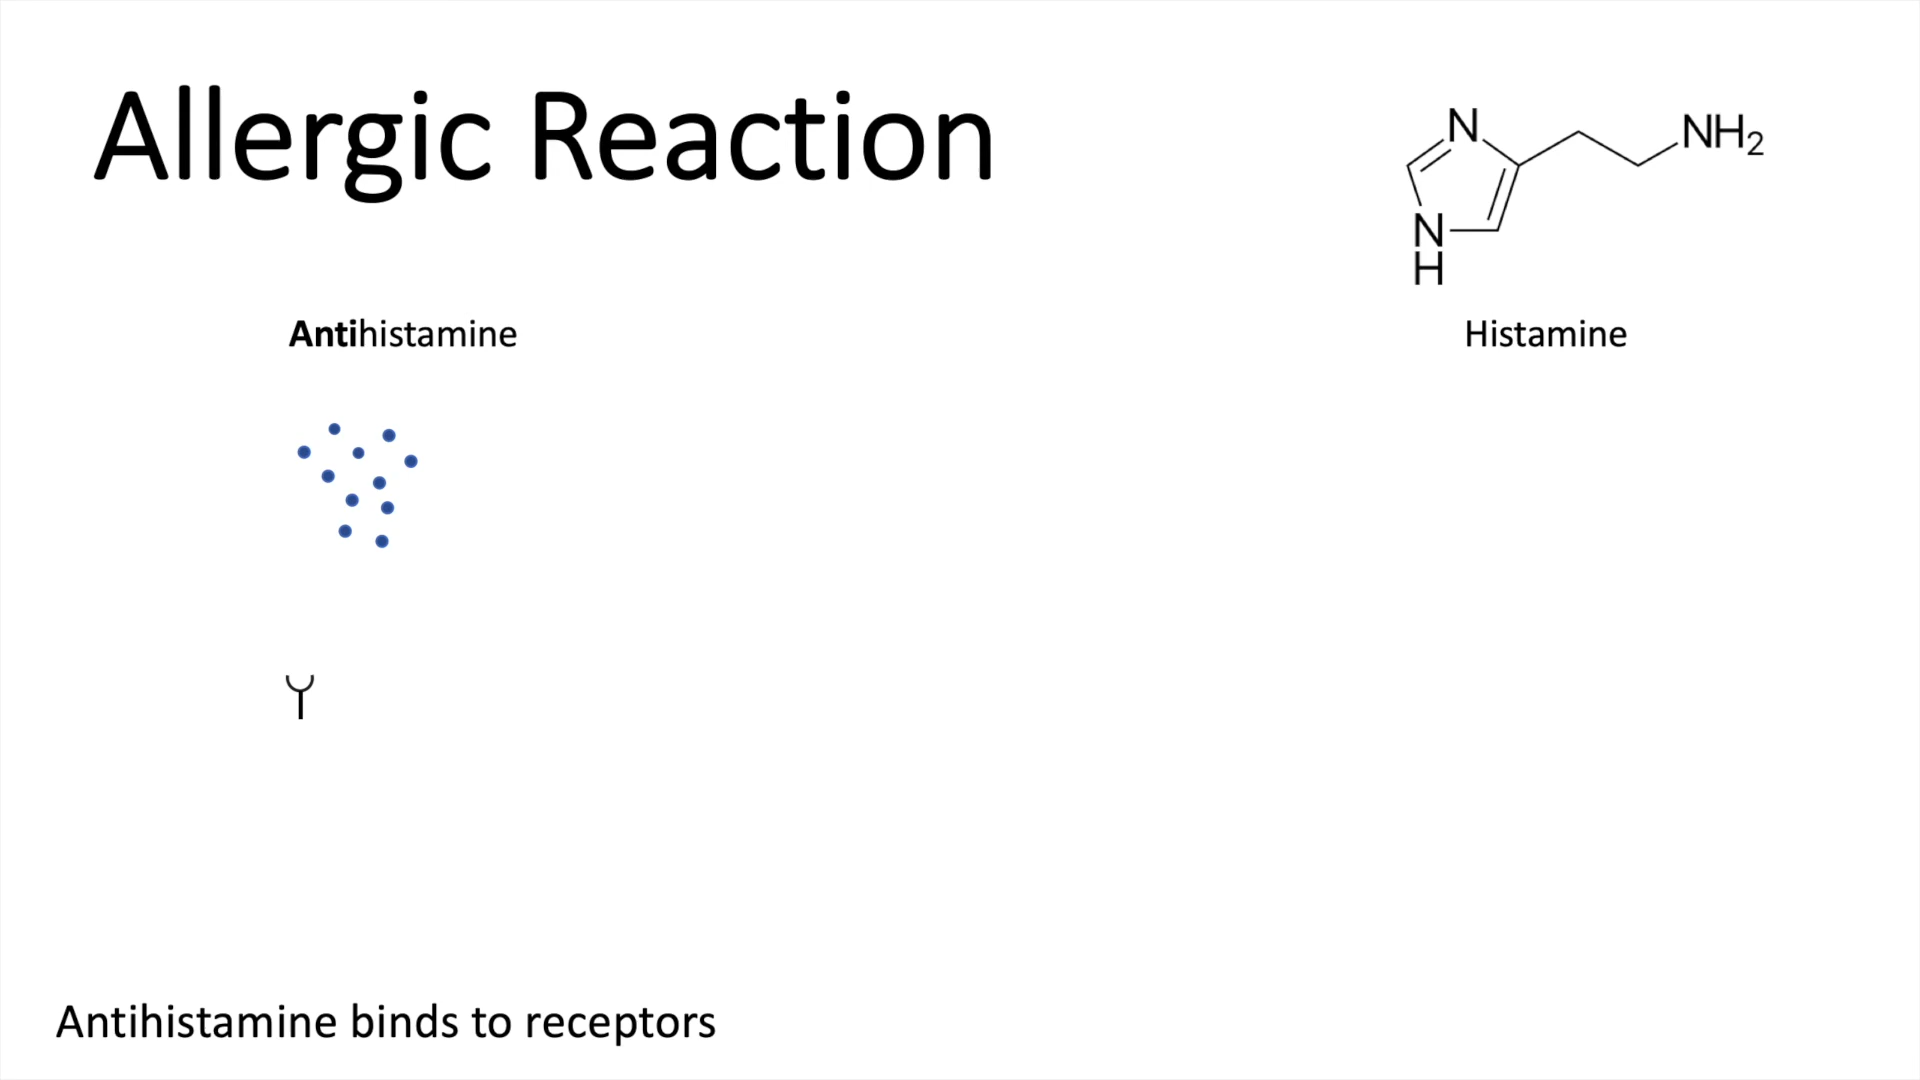 Allergic Reaction
N
NH2
N
H
Antihistamine
Histamine
Antihistamine binds to receptors